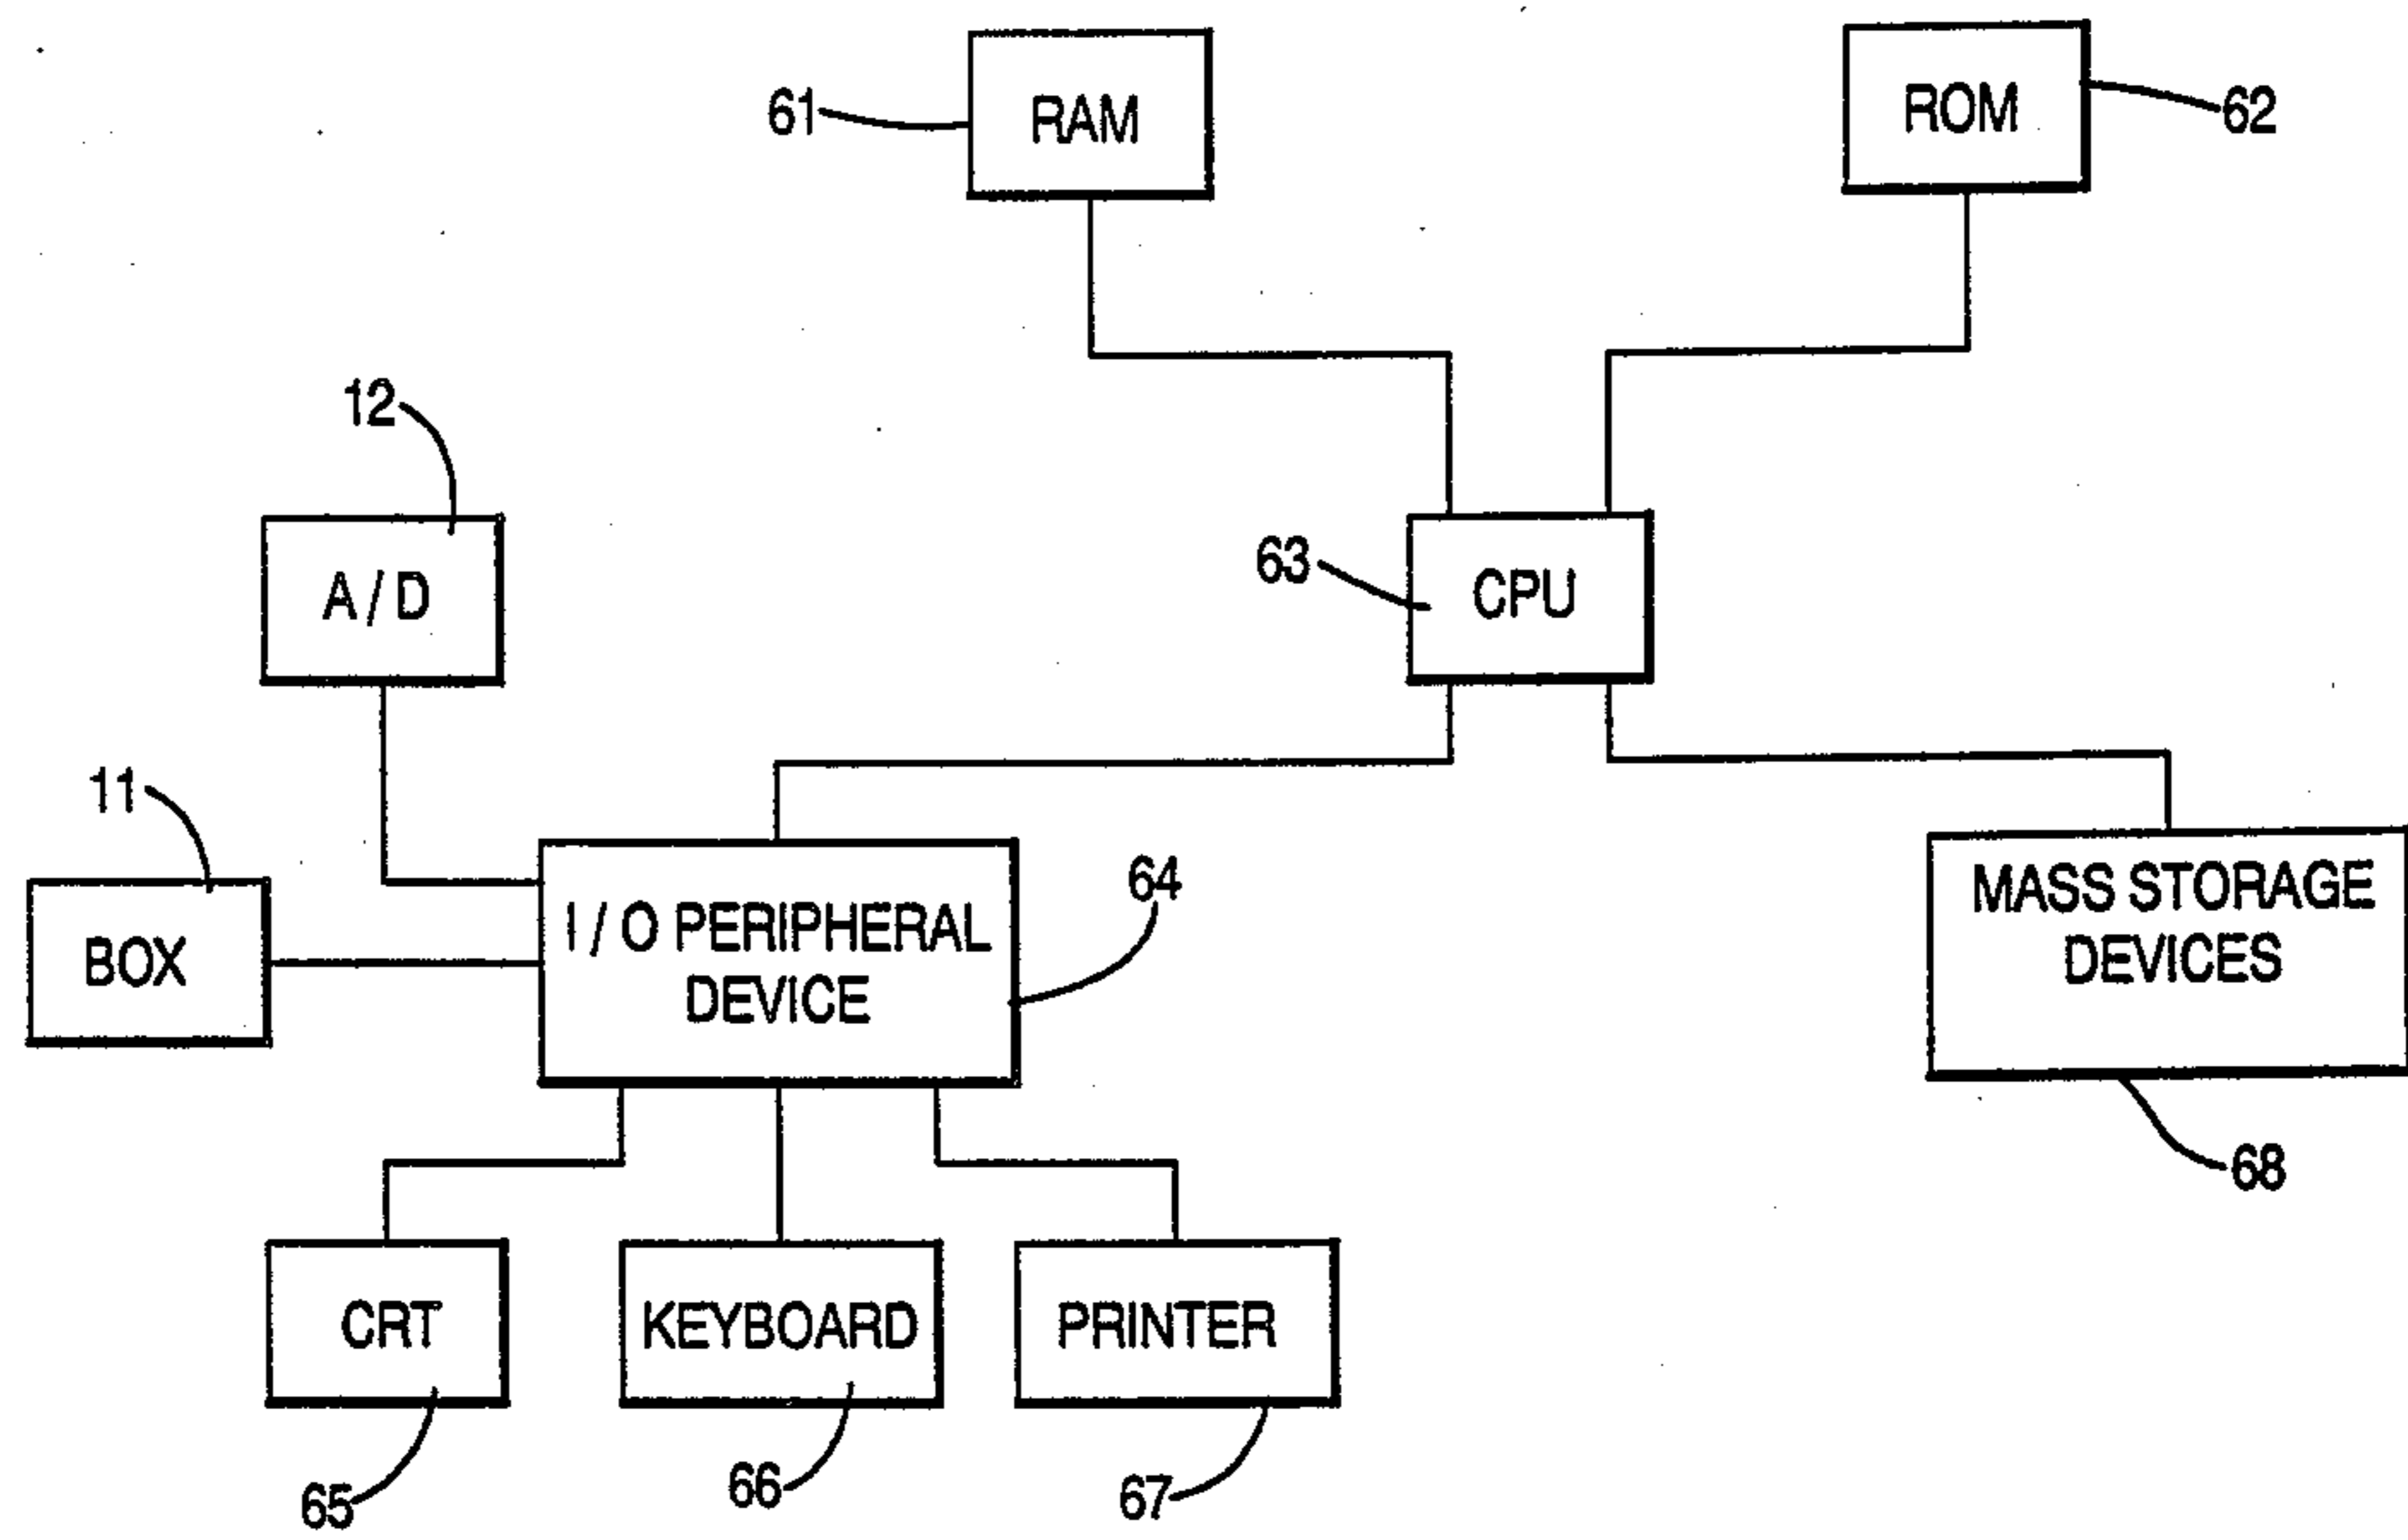 61
RAM
ROM
62
12
A / D
63
CPU
11
BOX
I / O PERIPHERAL
DEVICE
64
MASS STORAGE
DEVICES
68
CRT
KEYBOARD
PRINTER
65
66
67